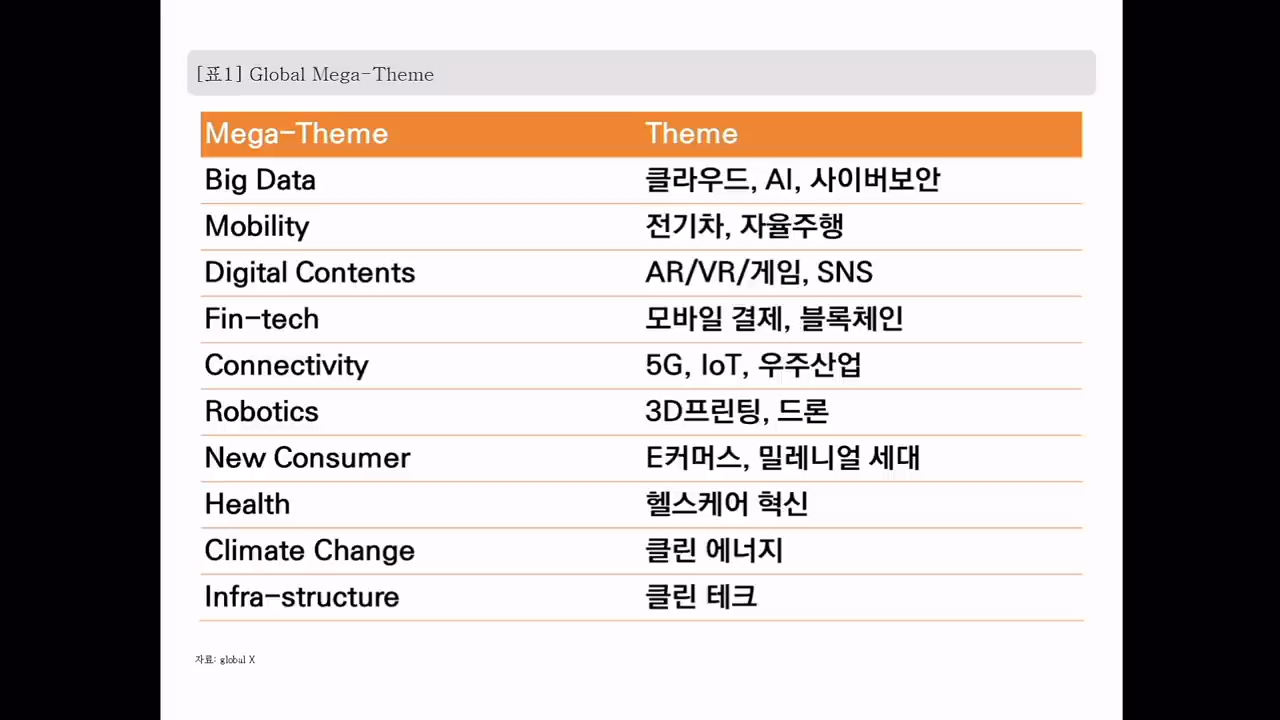 [표1] Global Mega-Theme
Mega-Theme Theme
Big Data 클라우드, AI, 사이버보안
Mobility 전기차, 자율주행
Digital Contents AR/VR/게임, SNS
Fin-tech 모바일 결제, 블록체인
Connectivity 5G, IoT, 우주산업
Robotics 3D프린팅, 드론
New Consumer E커머스, 밀레니얼 세대
Health 헬스케어 혁신
Climate Change 클린 에너지
Infra-structure 클린 테크
자료: globul X